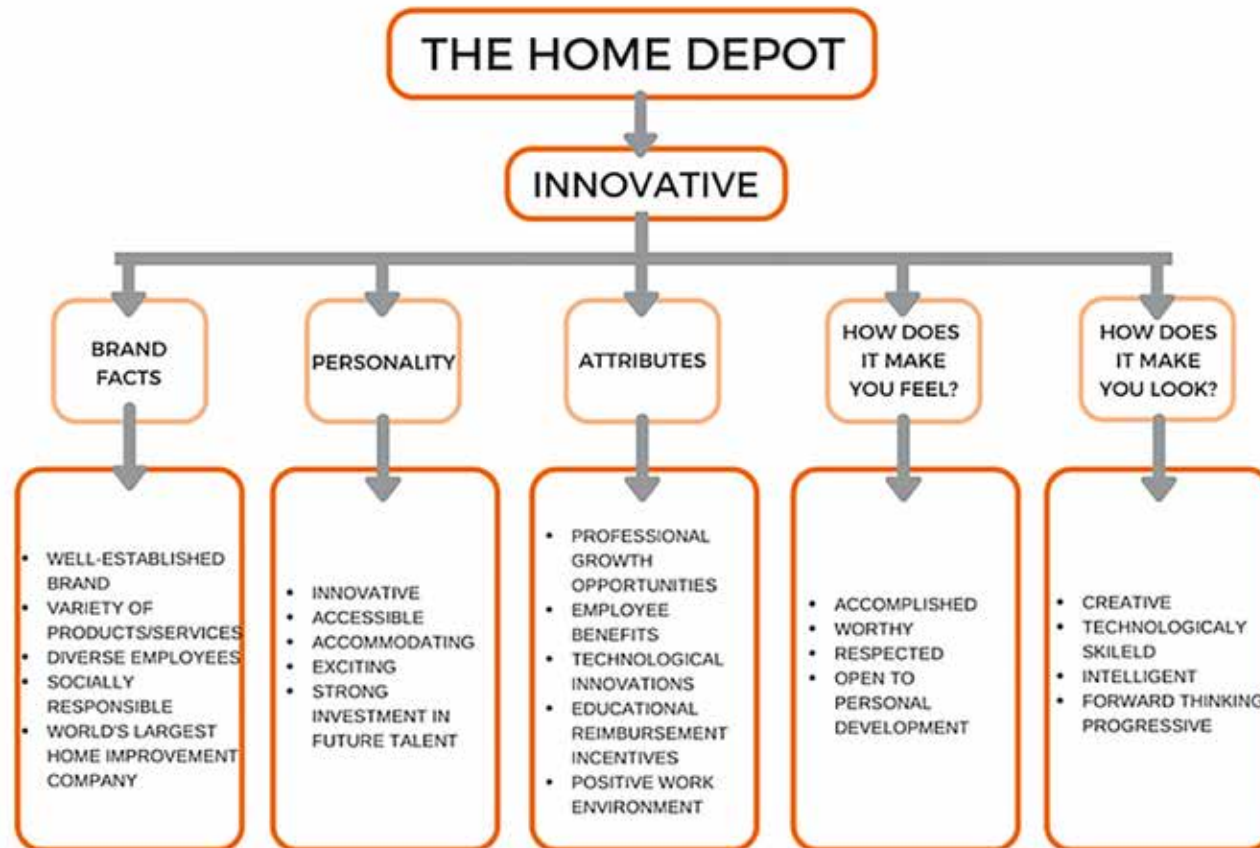 THE HOME DEPOT
INNOVATIVE
BRAND
FACTS
PERSONALITY
ATTRIBUTES
HOW DOES
IT MAKE
YOU FEEL?
HOW DOES
IT MAKE
YOU LOOK?
• WELL-ESTABLISHED
BRAND
• VARIETY OF
PRODUCTS/SERVICES
• DIVERSE EMPLOYEES
• SOCIALLY
RESPONSIBLE
• WORLD'S LARGEST
HOME IMPROVEMENT
COMPANY
• INNOVATIVE
• ACCESSIBLE
• ACCOMMODATING
• EXCITING
• STRONG
INVESTMENT IN
FUTURE TALENT
• PROFESSIONAL
GROWTH
OPPORTUNITIES
• EMPLOYEE
BENEFITS
• TECHNOLOGICAL
INNOVATIONS
• EDUCATIONAL
REIMBURSEMENT
INCENTIVES
• POSITIVE WORK
ENVIRONMENT
• ACCOMPLISHED
• WORTHY
• RESPECTED
• OPEN TO
PERSONAL
DEVELOPMENT
• CREATIVE
• TECHNOLOGICALY
SKILELD
• INTELLIGENT
• FORWARD THINKING
PROGRESSIVE